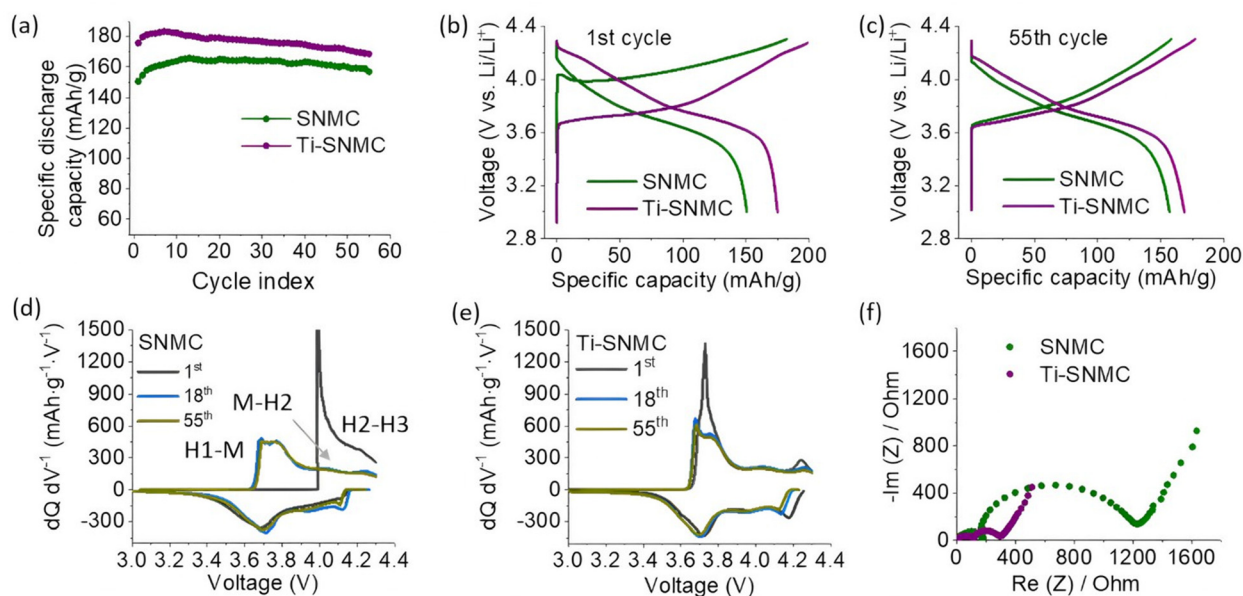 (a)
180
160
140
120
100
80
60
0 10 20 30 40 50 60
Specific discharge
capacity (mAh/g)
Cycle index
SNMC
Ti-SNMC
(b)
1st cycle
4.4
4.0
3.6
3.2
2.8
0 50 100 150 200
Voltage (V vs. Li/Li⁺)
Specific capacity (mAh/g)
SNMC
Ti-SNMC
(c)
55th cycle
4.4
4.0
3.6
3.2
2.8
0 50 100 150 200
Voltage (V vs. Li/Li⁺)
Specific capacity (mAh/g)
SNMC
Ti-SNMC
(d)
1500
1200
900
600
300
0
-300
dQ dV⁻¹ (mAh·g⁻¹·V⁻¹)
SNMC
1ˢᵗ
18ᵗʰ
55ᵗʰ
M-H2
H2-H3
H1-M
3.0 3.2 3.4 3.6 3.8 4.0 4.2 4.4
Voltage (V)
(e)
1500
1200
900
600
300
0
-300
dQ dV⁻¹ (mAh·g⁻¹·V⁻¹)
Ti-SNMC
1ˢᵗ
18ᵗʰ
55ᵗʰ
3.0 3.2 3.4 3.6 3.8 4.0 4.2 4.4
Voltage (V)
(f)
1600
1200
800
400
0
-Im (Z) / Ohm
SNMC
Ti-SNMC
0 400 800 1200 1600
Re (Z) / Ohm